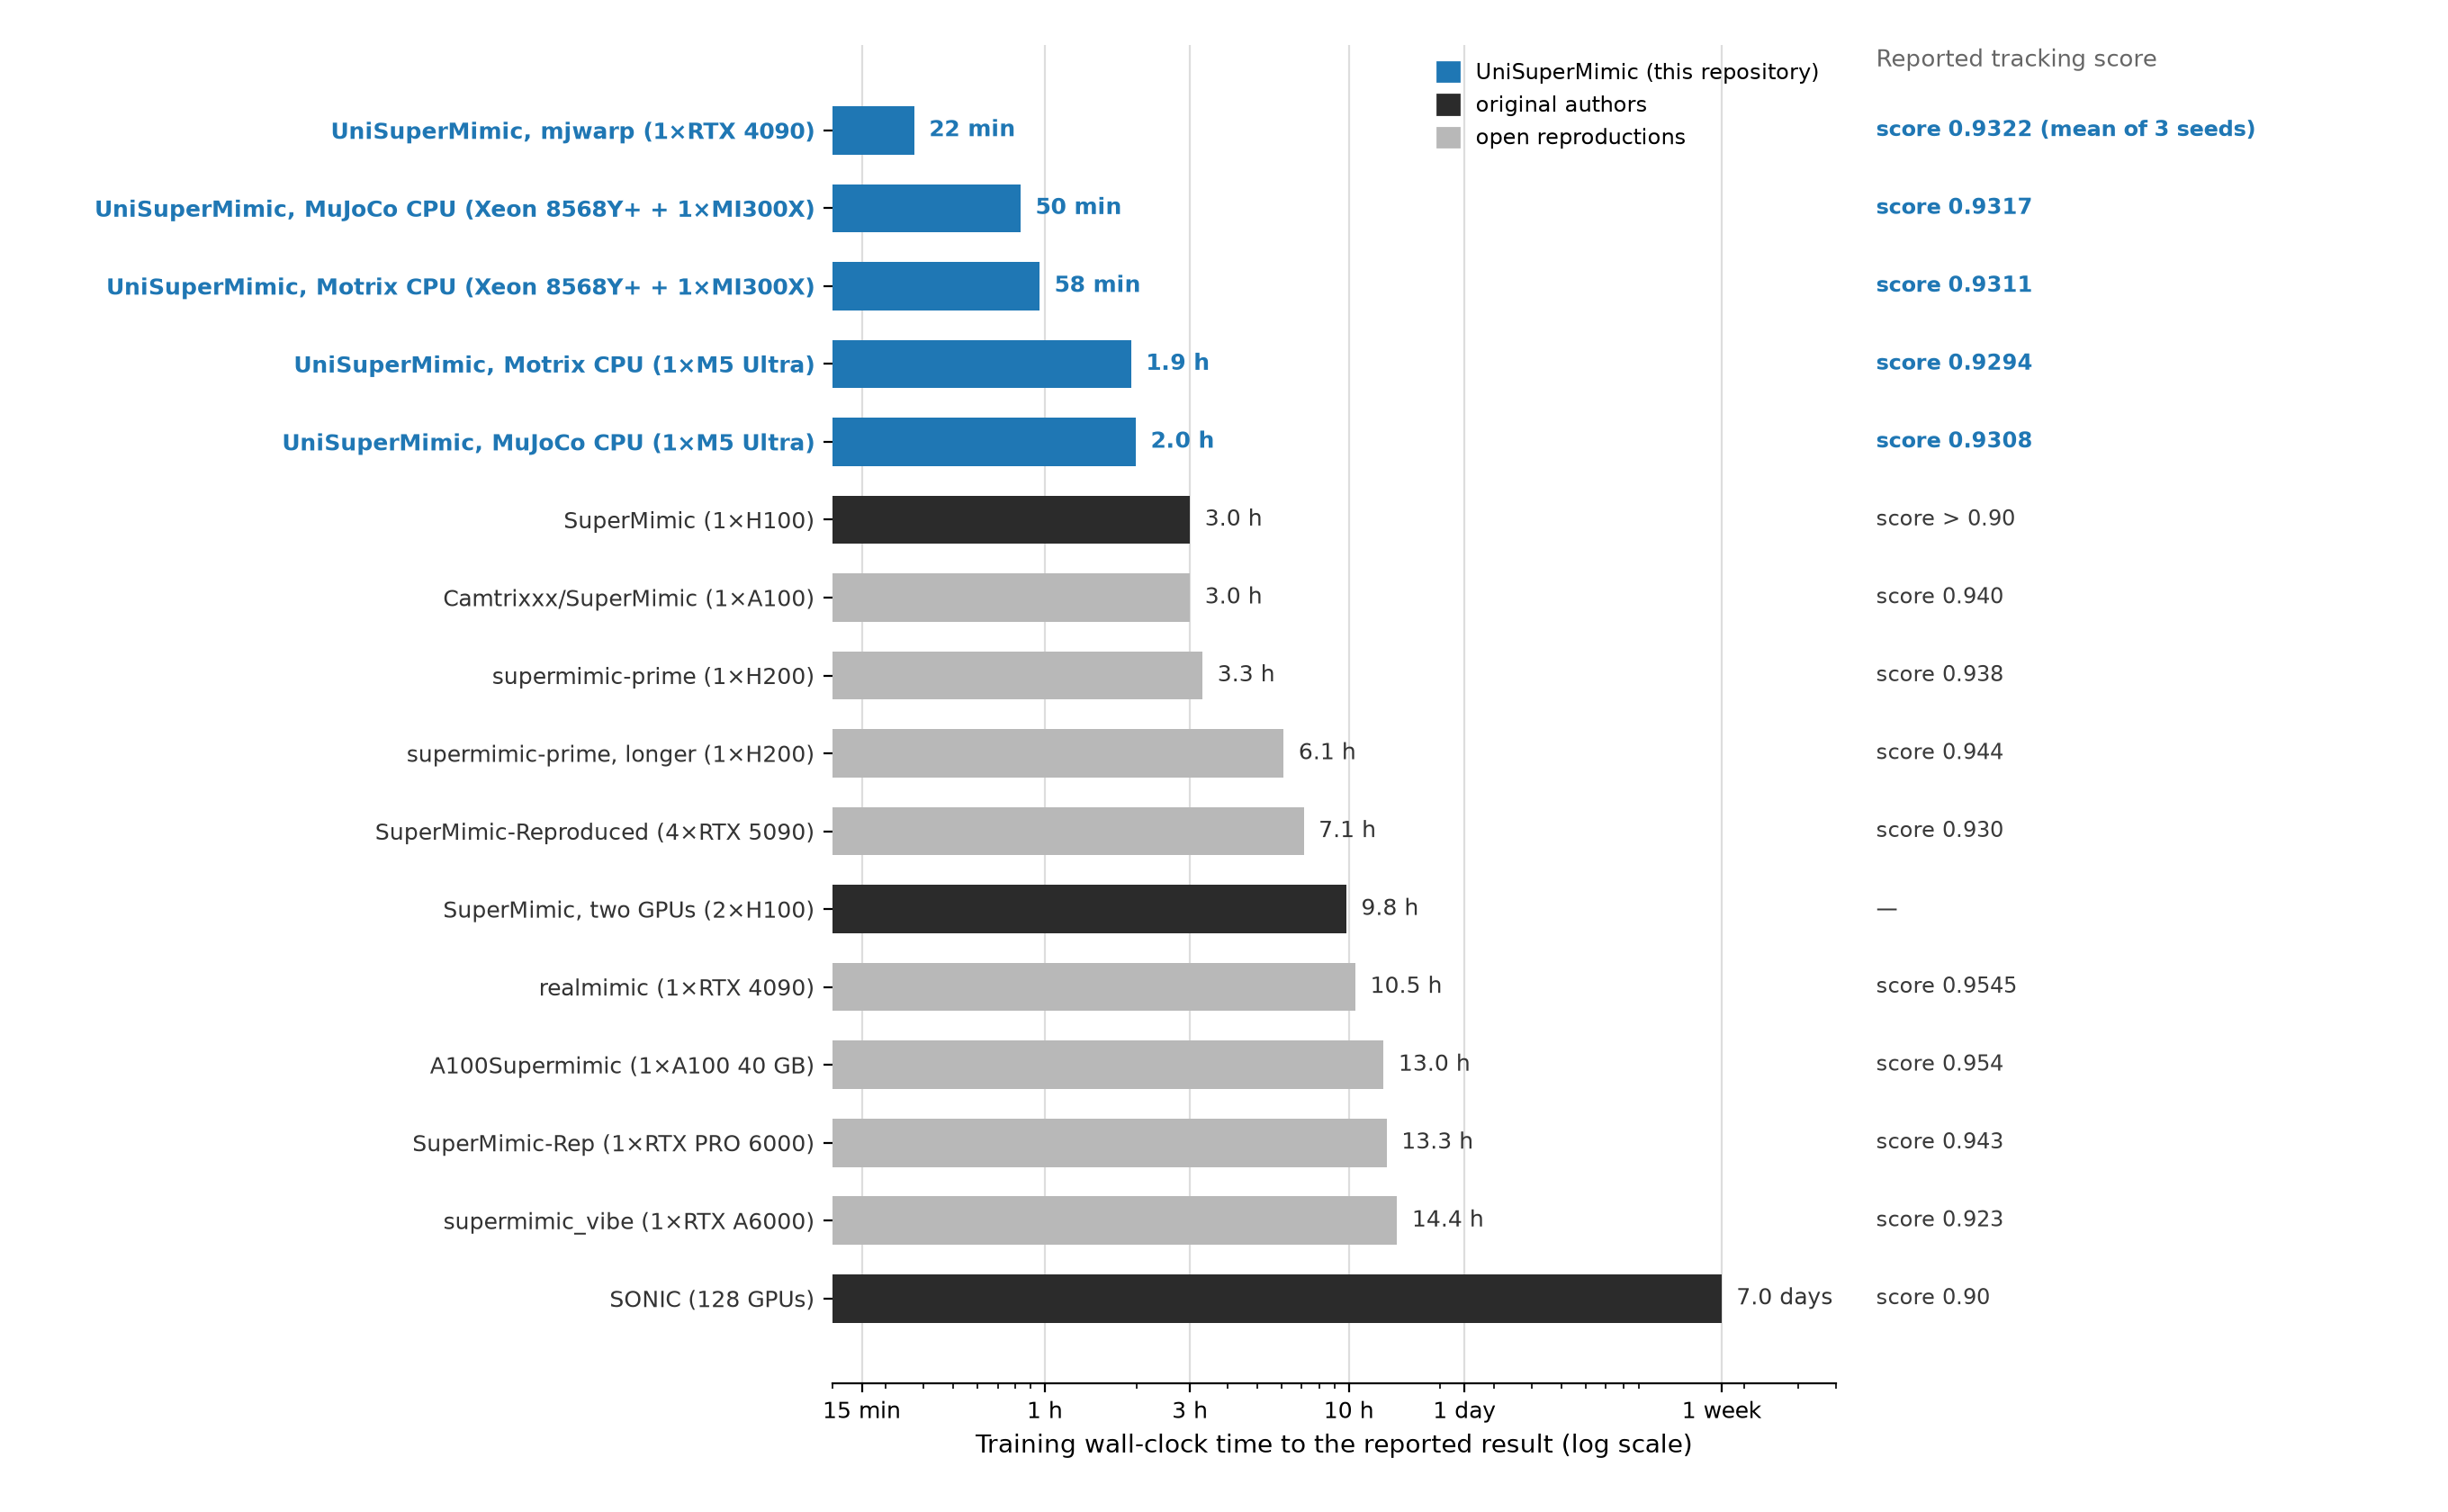 Reported tracking score
UniSuperMimic (this repository)
original authors
open reproductions
UniSuperMimic, mjwarp (1×RTX 4090) 22 min score 0.9322 (mean of 3 seeds)
UniSuperMimic, MuJoCo CPU (Xeon 8568Y+ + 1×MI300X) 50 min score 0.9317
UniSuperMimic, Motrix CPU (Xeon 8568Y+ + 1×MI300X) 58 min score 0.9311
UniSuperMimic, Motrix CPU (1×M5 Ultra) 1.9 h score 0.9294
UniSuperMimic, MuJoCo CPU (1×M5 Ultra) 2.0 h score 0.9308
SuperMimic (1×H100) 3.0 h score > 0.90
Camtrixxx/SuperMimic (1×A100) 3.0 h score 0.940
supermimic-prime (1×H200) 3.3 h score 0.938
supermimic-prime, longer (1×H200) 6.1 h score 0.944
SuperMimic-Reproduced (4×RTX 5090) 7.1 h score 0.930
SuperMimic, two GPUs (2×H100) 9.8 h —
realmimic (1×RTX 4090) 10.5 h score 0.9545
A100Supermimic (1×A100 40 GB) 13.0 h score 0.954
SuperMimic-Rep (1×RTX PRO 6000) 13.3 h score 0.943
supermimic_vibe (1×RTX A6000) 14.4 h score 0.923
SONIC (128 GPUs) 7.0 days score 0.90
15 min 1 h 3 h 10 h 1 day 1 week
Training wall-clock time to the reported result (log scale)